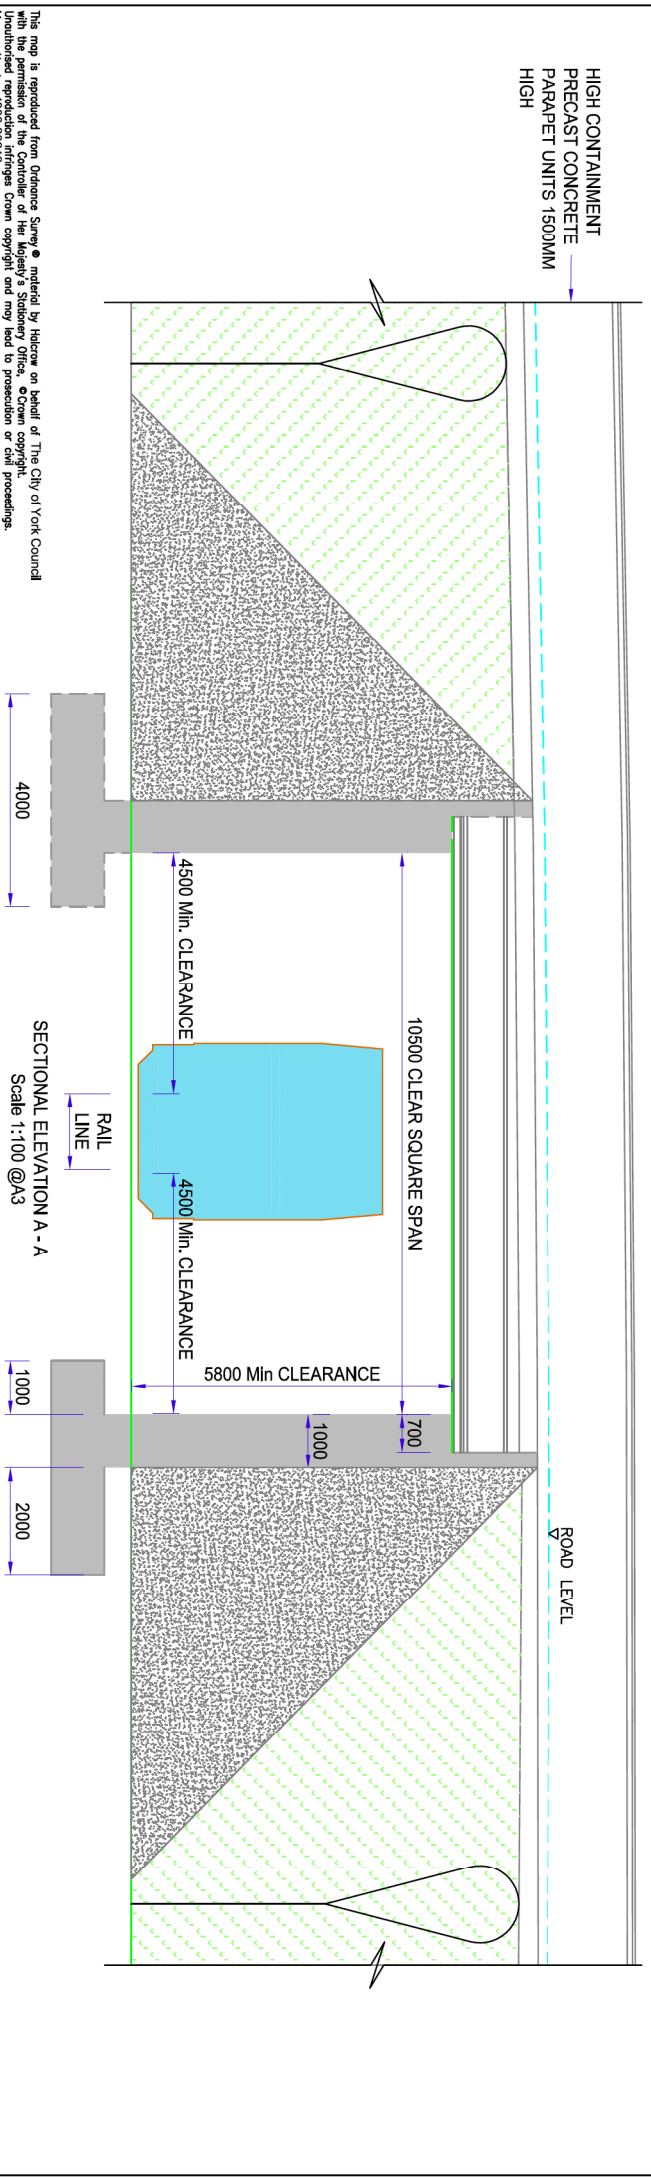 HIGH CONTAINMENT
PRECAST CONCRETE
PARAPET UNITS 1500MM
HIGH
ROAD LEVEL
10500 CLEAR SQUARE SPAN
700
5800 Min CLEARANCE
1000
4500 Min. CLEARANCE
4500 Min. CLEARANCE
RAIL
LINE
4000
1000
2000
SECTIONAL ELEVATION A - A
Scale 1:100 @A3
This map is reproduced from Ordnance Survey® material by Halcrow on behalf of The City of York Council
with the permission of the Controller of Her Majesty's Stationery Office, ©Crown copyright.
Unauthorised reproduction infringes Crown copyright and may lead to prosecution or civil proceedings.